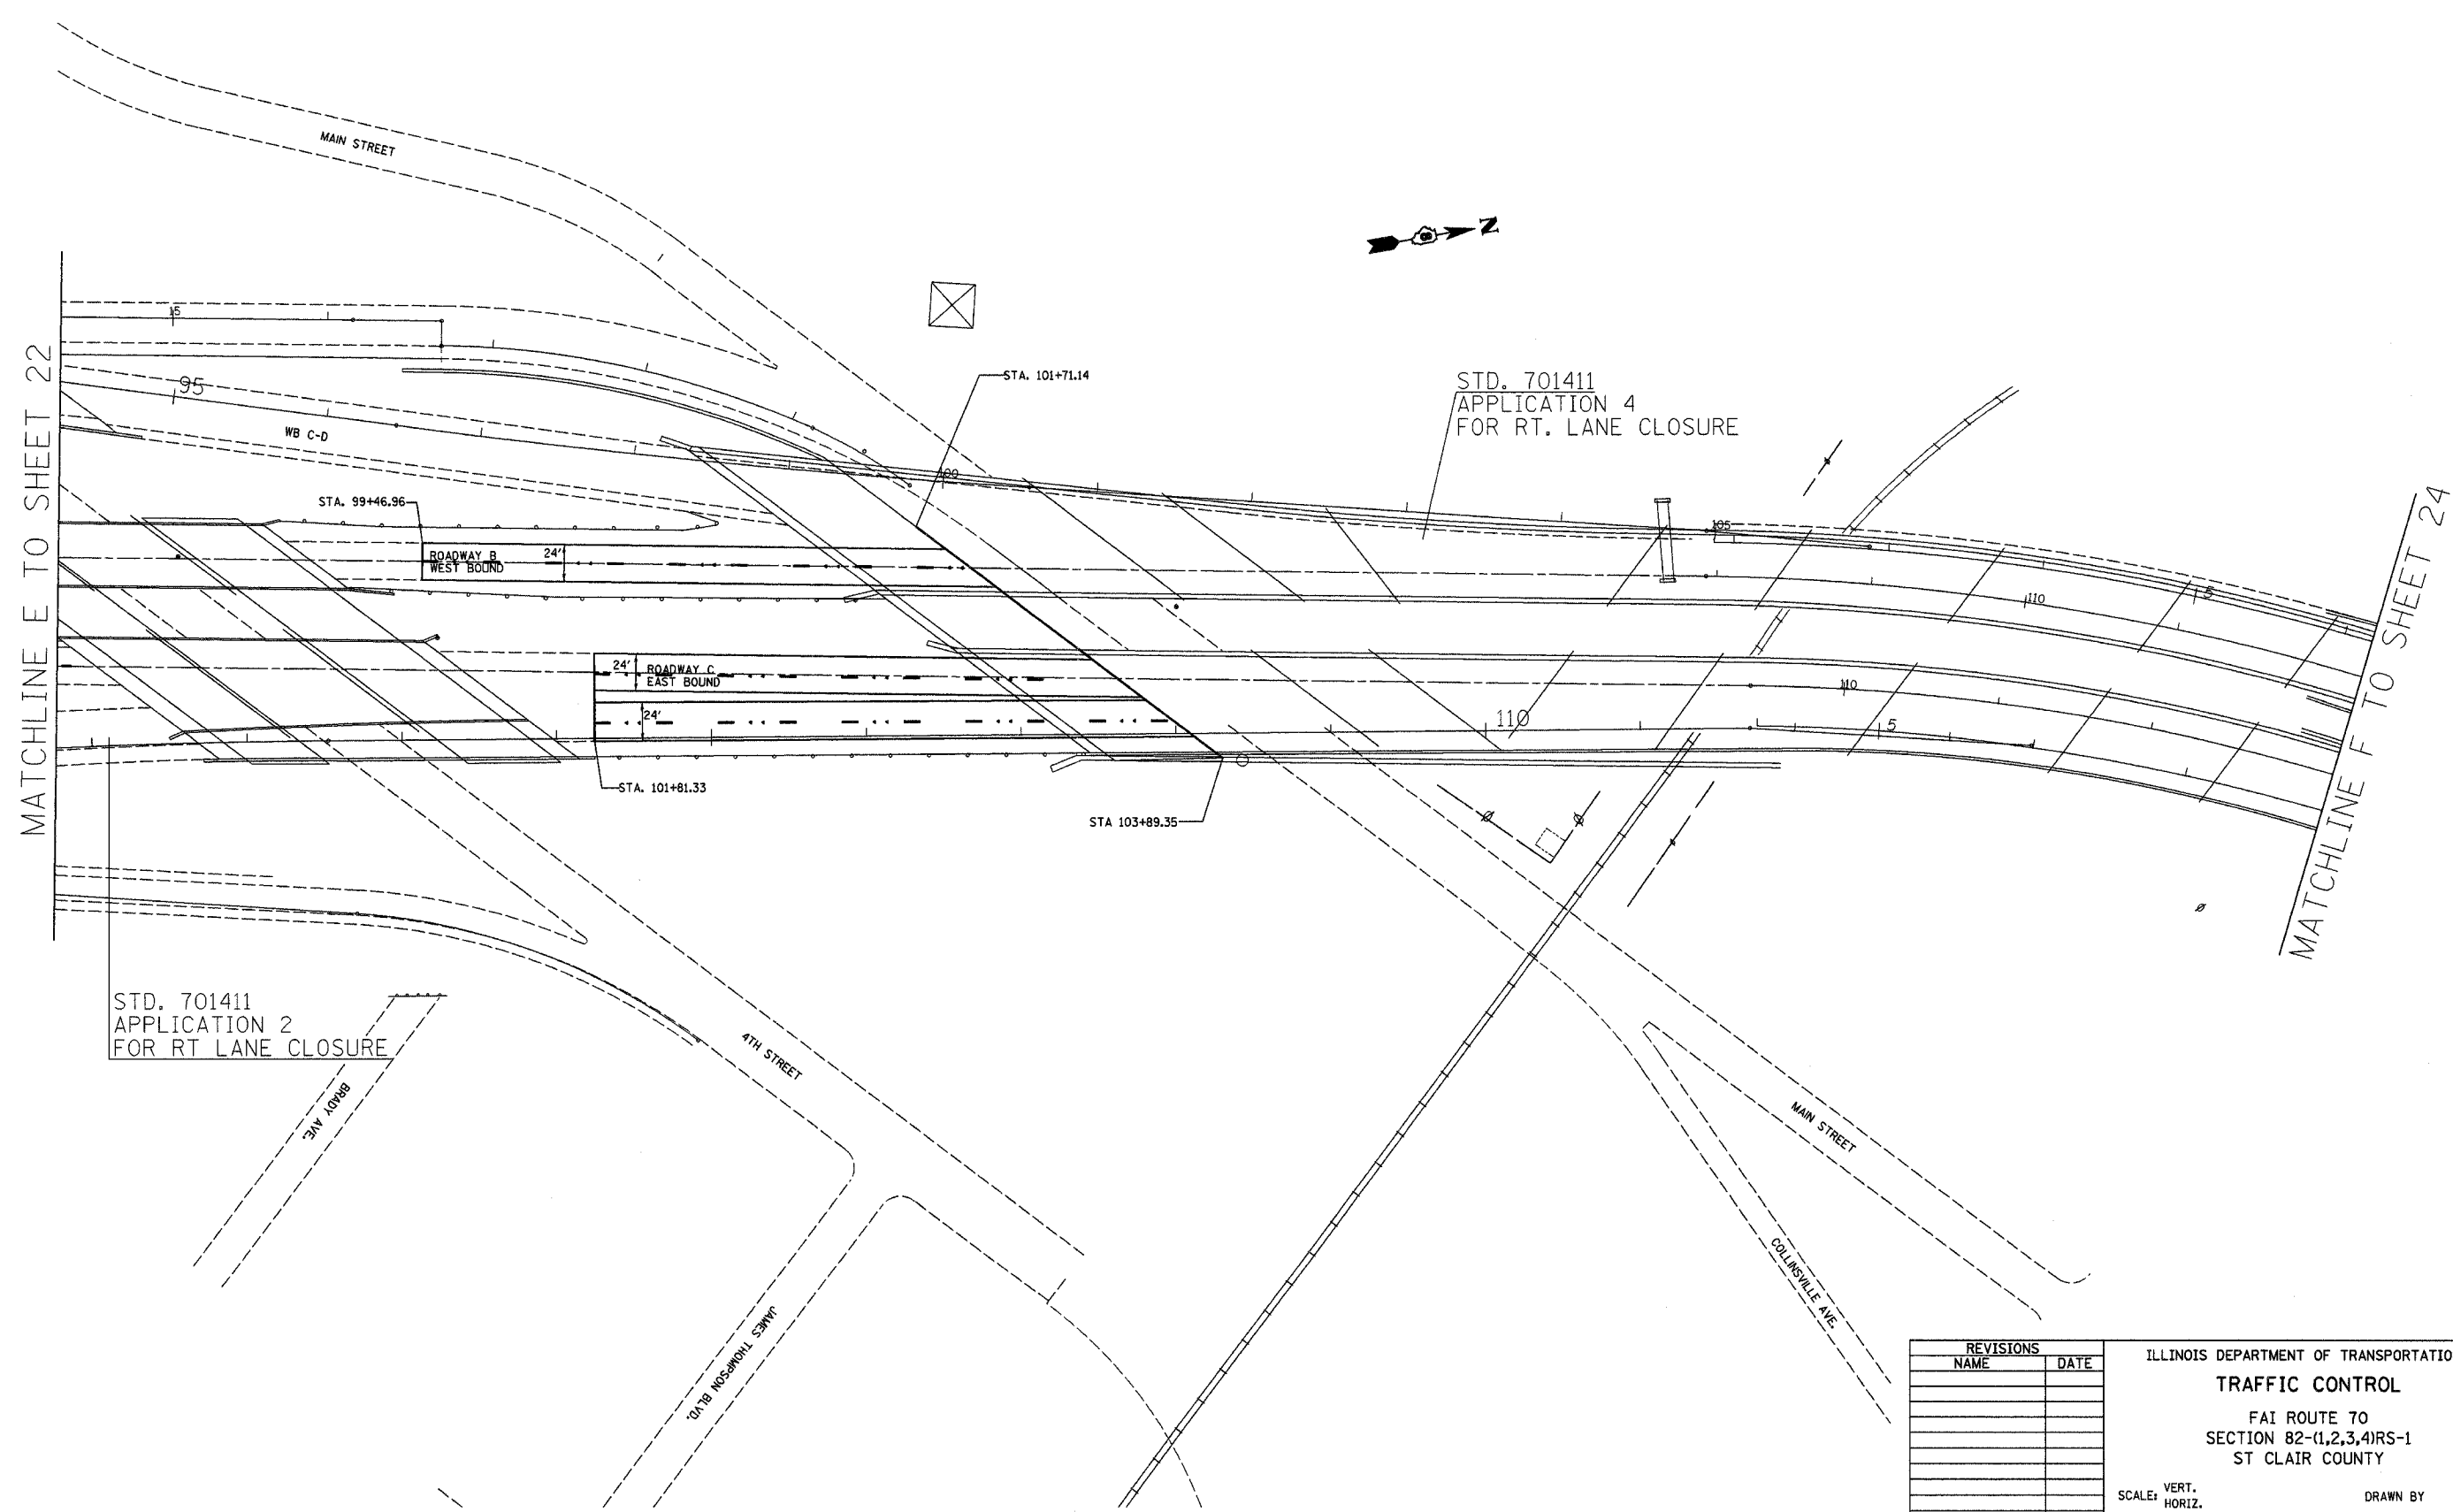 MAIN STREET
N
15
95
MATCHLINE E TO SHEET 22
WB C-D
STA. 101+71.14
STD. 701411
APPLICATION 4
FOR RT. LANE CLOSURE
100
105
STA. 99+46.96
ROADWAY B
WEST BOUND
24'
110
5
MATCHLINE F TO SHEET 24
24'
ROADWAY C
EAST BOUND
24'
110
110
5
STA. 101+81.33
STA 103+89.35
STD. 701411
APPLICATION 2
FOR RT LANE CLOSURE
BRADY AVE.
4TH STREET
MAIN STREET
COLLINSVILLE AVE.
JAMES THOMPSON BLVD.
REVISIONS
NAME DATE
ILLINOIS DEPARTMENT OF TRANSPORTATIO
TRAFFIC CONTROL
FAI ROUTE 70
SECTION 82-(1,2,3,4)RS-1
ST CLAIR COUNTY
SCALE: VERT.
HORIZ.
DRAWN BY